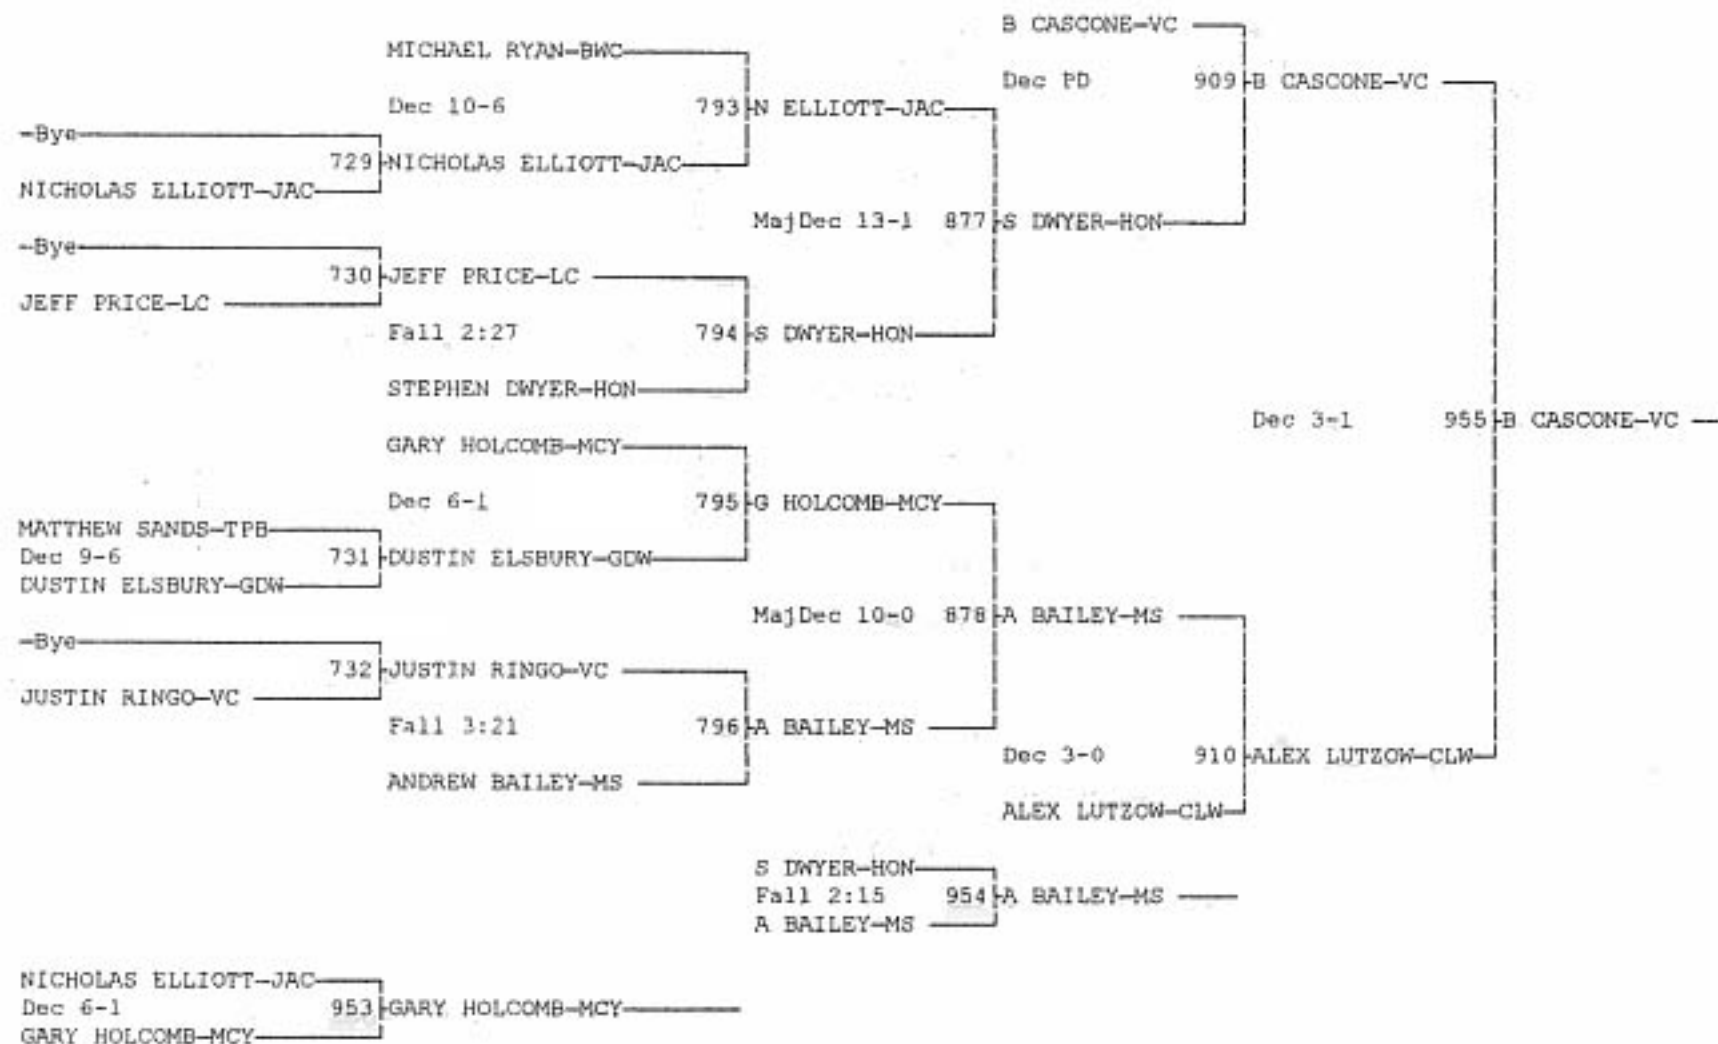 B CASCONE-VC
MICHAEL RYAN-BWC
Dec PD 909 B CASCONE-VC
Dec 10-6 793 N ELLIOTT-JAC
-Bye
729 NICHOLAS ELLIOTT-JAC
NICHOLAS ELLIOTT-JAC
MajDec 13-1 877 S DWYER-HON
-Bye
730 JEFF PRICE-LC
JEFF PRICE-LC
Fall 2:27 794 S DWYER-HON
STEPHEN DWYER-HON
Dec 3-1 955 B CASCONE-VC
GARY HOLCOMB-MCY
Dec 6-1 795 G HOLCOMB-MCY
MATTHEW SANDS-TPB
Dec 9-6 731 DUSTIN ELSBURY-GDW
DUSTIN ELSBURY-GDW
MajDec 10-0 878 A BAILEY-MS
-Bye
732 JUSTIN RINGO-VC
JUSTIN RINGO-VC
Fall 3:21 796 A BAILEY-MS
Dec 3-0 910 ALEX LUTZOW-CLW
ANDREW BAILEY-MS
ALEX LUTZOW-CLW
S DWYER-HON
Fall 2:15 954 A BAILEY-MS
A BAILEY-MS
NICHOLAS ELLIOTT-JAC
Dec 6-1 953 GARY HOLCOMB-MCY
GARY HOLCOMB-MCY